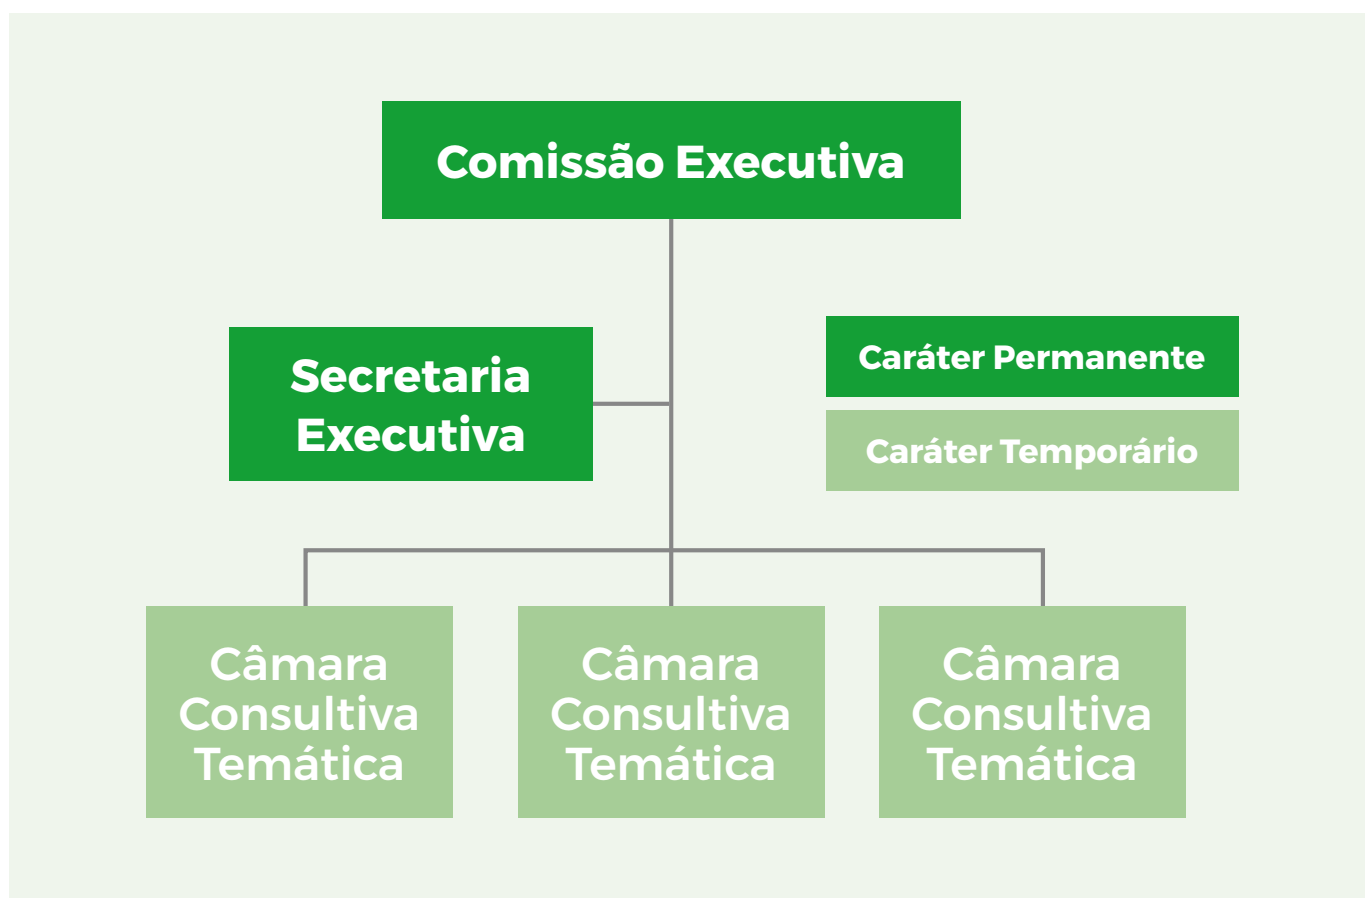 Comissão Executiva
Secretaria
Executiva
Caráter Permanente
Caráter Temporário
Câmara
Consultiva
Temática
Câmara
Consultiva
Temática
Câmara
Consultiva
Temática